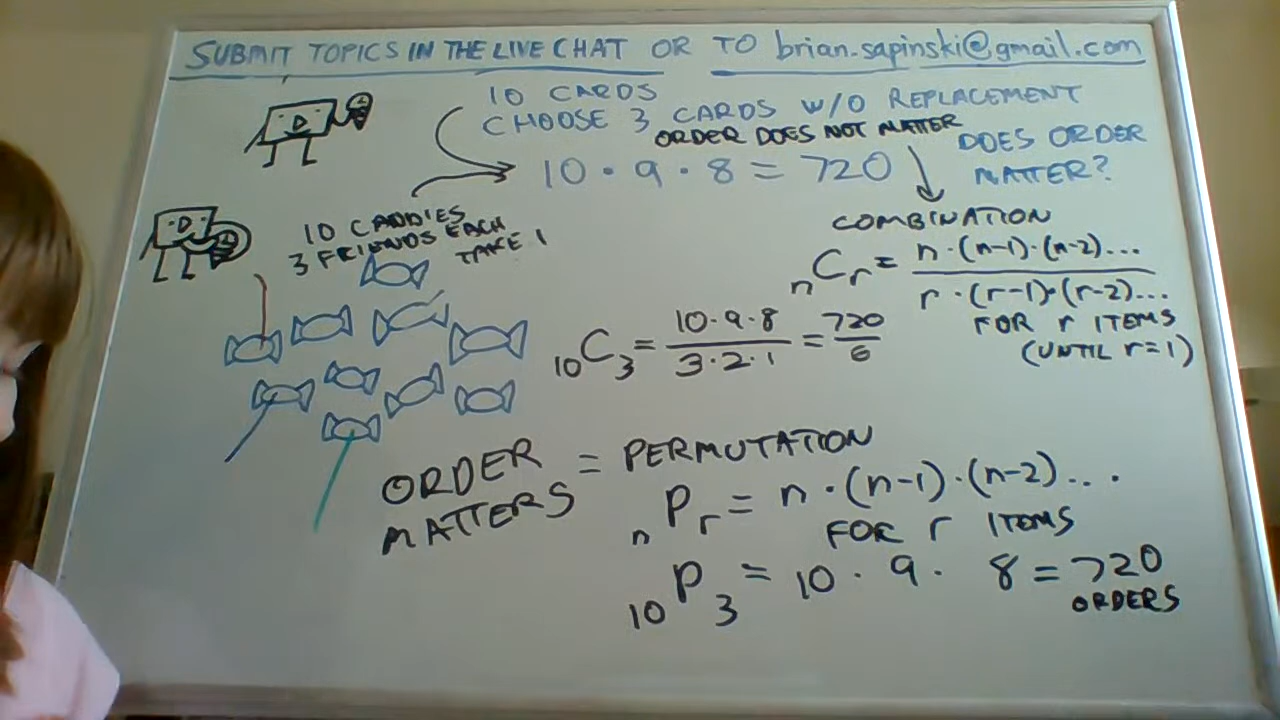 SUBMIT TOPICS IN THE LIVE CHAT OR TO brian.sapinski@gmail.com
10 CARDS
CHOOSE 3 CARDS W/O REPLACEMENT
ORDER DOES NOT MATTER
DOES ORDER
MATTER?
10 · 9 · 8 = 720
10 CADDIES
3 FRIENDS EACH
TAKE 1
COMBINATION
nCr = n·(n-1)·(n-2)...
r·(r-1)·(r-2)...
FOR r ITEMS
(UNTIL r=1)
10C3 = 10·9·8 = 720
3·2·1 6
ORDER = PERMUTATION
MATTERS
nPr = n·(n-1)·(n-2)...
FOR r ITEMS
10P3 = 10 · 9 · 8 = 720
ORDERS